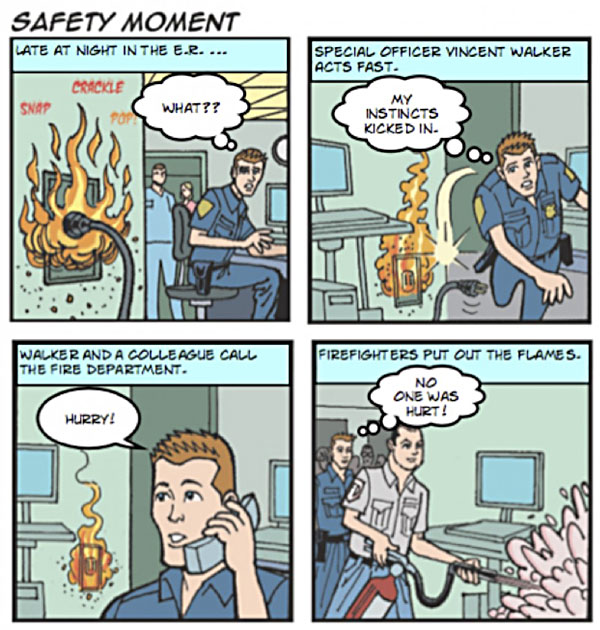 SAFETY MOMENT
LATE AT NIGHT IN THE E.R. ...
SNAP
CRACKLE
POP!
WHAT??
SPECIAL OFFICER VINCENT WALKER
ACTS FAST.
MY
INSTINCTS
KICKED IN.
WALKER AND A COLLEAGUE CALL
THE FIRE DEPARTMENT.
HURRY!
FIREFIGHTERS PUT OUT THE FLAMES.
NO
ONE WAS
HURT!